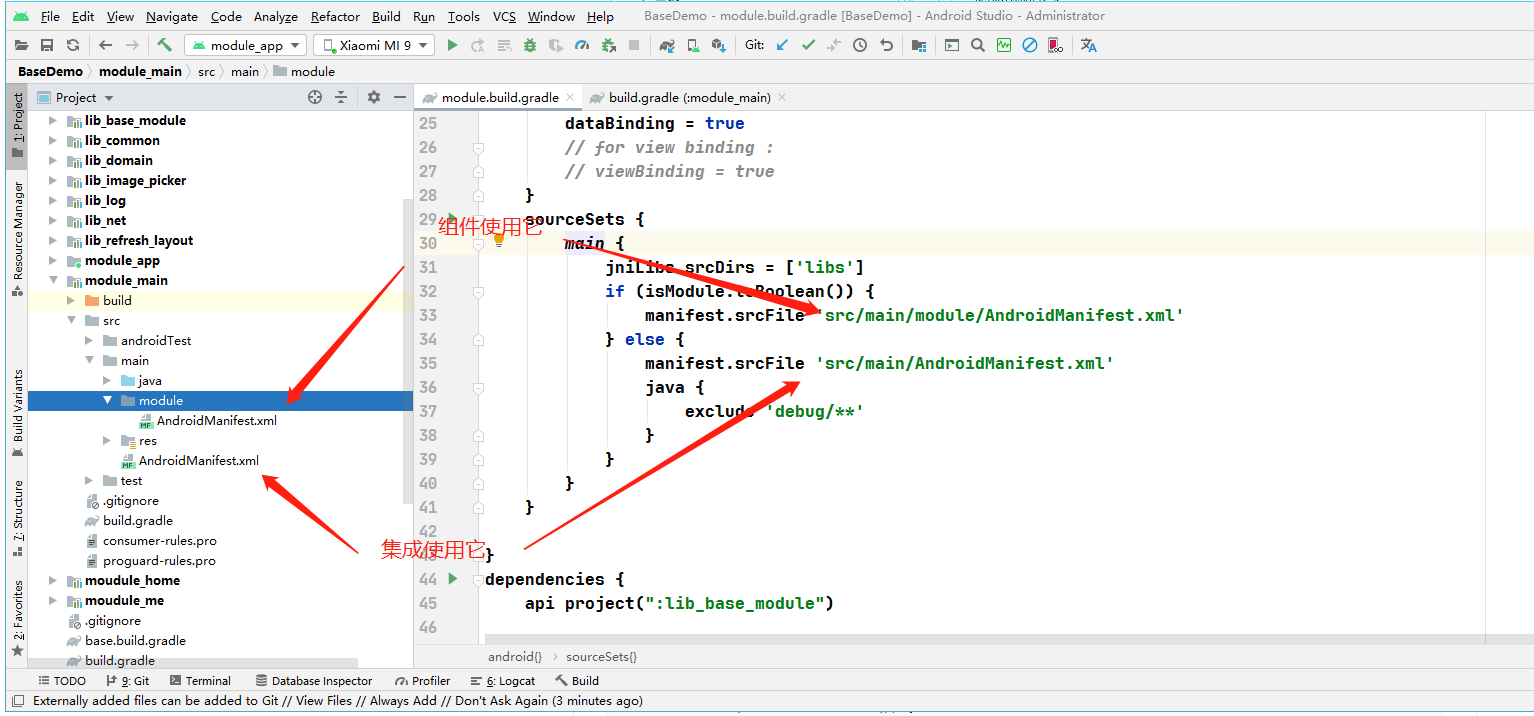 File Edit View Navigate Code Analyze Refactor Build Run Tools VCS Window Help BaseDemo - module.build.gradle [BaseDemo] - Android Studio - Administrator
module_app Xiaomi MI 9 Git:
BaseDemo module_main src main module
Project
module.build.gradle build.gradle (:module_main)
1: Project
Resource Manager
Build Variants
7: Structure
2: Favorites
lib_base_module
lib_common
lib_domain
lib_image_picker
lib_log
lib_net
lib_refresh_layout
module_app
module_main
build
src
androidTest
main
java
module
AndroidManifest.xml
res
AndroidManifest.xml
test
.gitignore
build.gradle
consumer-rules.pro
proguard-rules.pro
moudule_home
moudule_me
.gitignore
base.build.gradle
build.gradle
25 dataBinding = true
26 // for view binding :
27 // viewBinding = true
28 }
29 sourceSets {
组件使用它
30 main {
31 jniLibs.srcDirs = ['libs']
32 if (isModule.toBoolean()) {
33 manifest.srcFile 'src/main/module/AndroidManifest.xml'
34 } else {
35 manifest.srcFile 'src/main/AndroidManifest.xml'
36 java {
37 exclude 'debug/**'
38 }
39 }
40 }
41 }
42
集成使用它
43 }
44 dependencies {
45 api project(":lib_base_module")
46
android{} sourceSets{}
TODO 9: Git Terminal Database Inspector Profiler 6: Logcat Build
Externally added files can be added to Git // View Files // Always Add // Don't Ask Again (3 minutes ago)